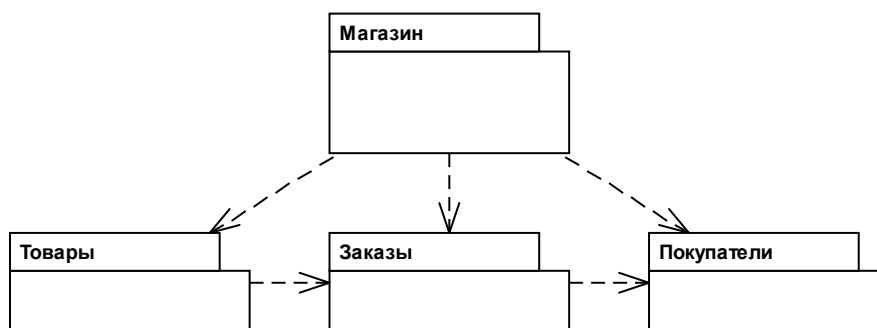 Магазин
Товары
Заказы
Покупатели